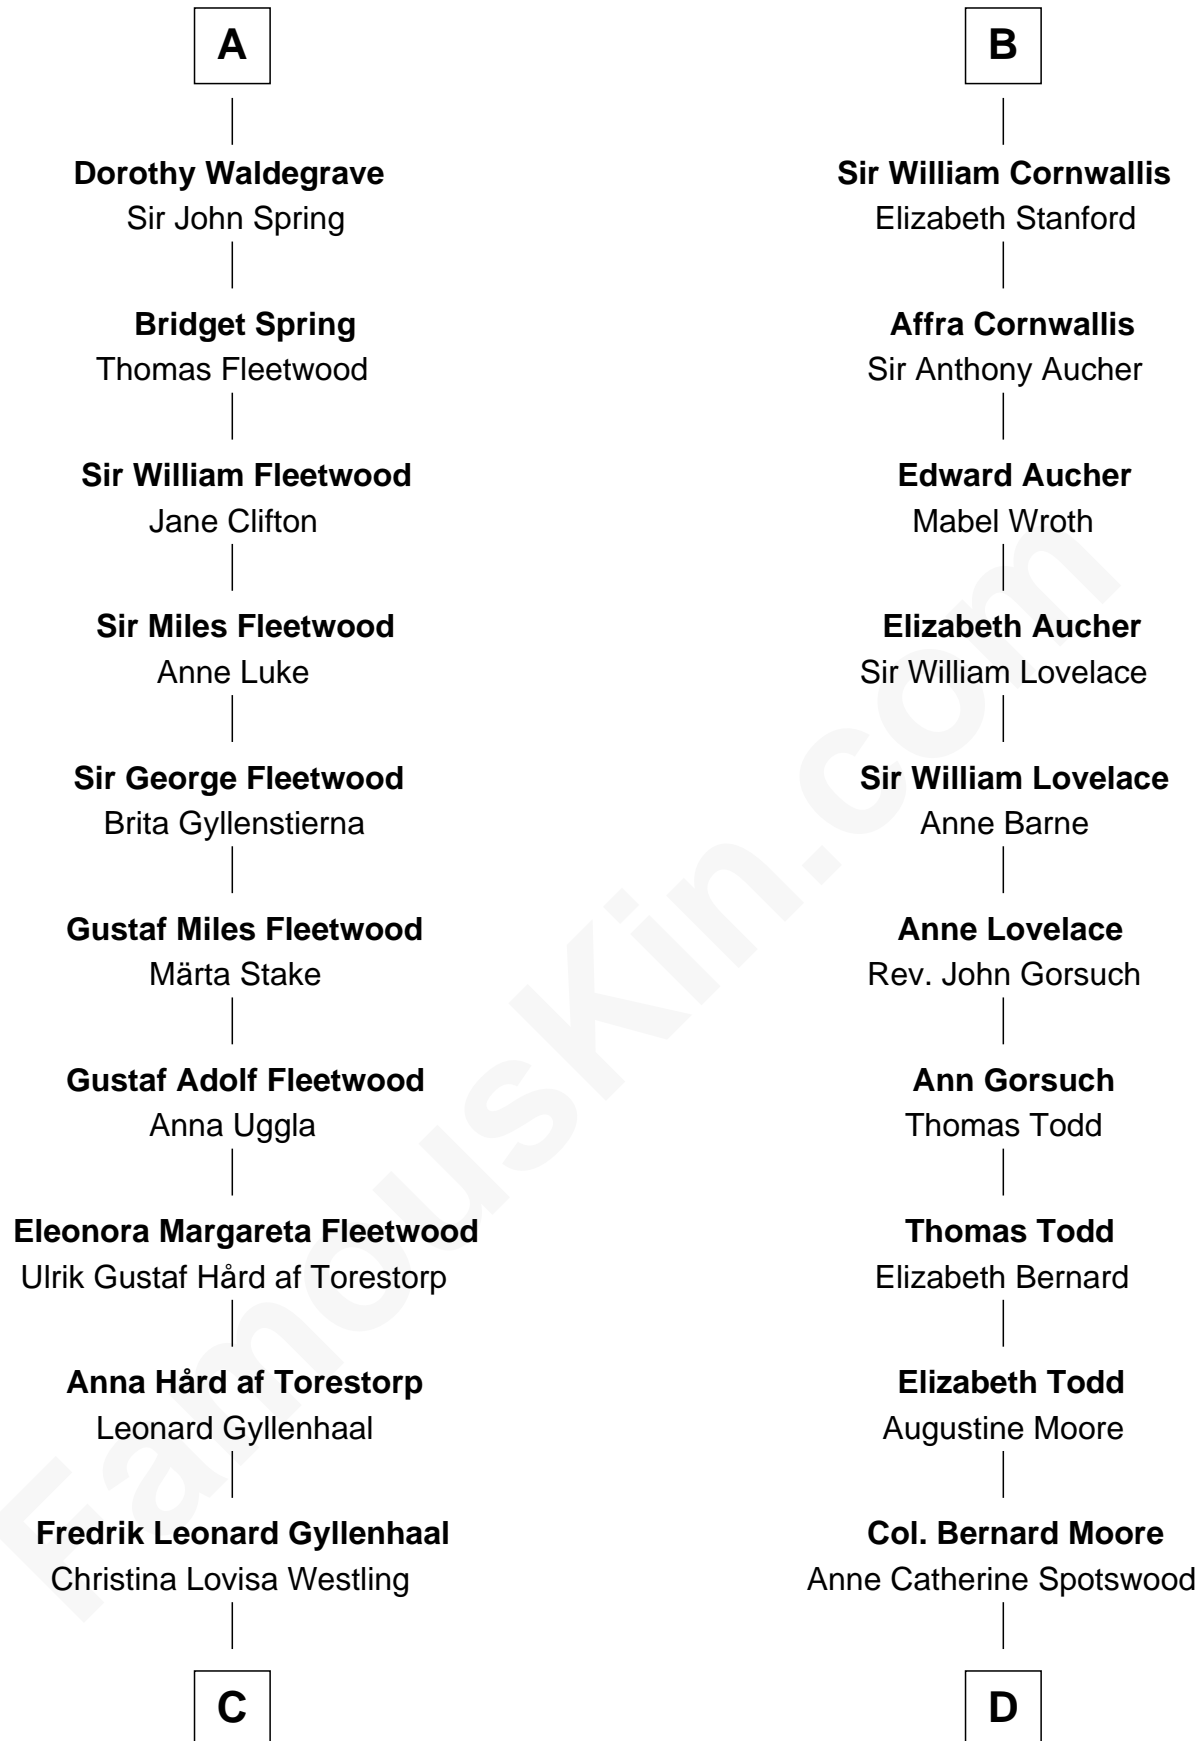 A
Dorothy Waldegrave
Sir John Spring
Bridget Spring
Thomas Fleetwood
Sir William Fleetwood
Jane Clifton
Sir Miles Fleetwood
Anne Luke
Sir George Fleetwood
Brita Gyllenstierna
Gustaf Miles Fleetwood
Märta Stake
Gustaf Adolf Fleetwood
Anna Uggla
Eleonora Margareta Fleetwood
Ulrik Gustaf Hård af Torestorp
Anna Hård af Torestorp
Leonard Gyllenhaal
Fredrik Leonard Gyllenhaal
Christina Lovisa Westling
C
B
Sir William Cornwallis
Elizabeth Stanford
Affra Cornwallis
Sir Anthony Aucher
Edward Aucher
Mabel Wroth
Elizabeth Aucher
Sir William Lovelace
Sir William Lovelace
Anne Barne
Anne Lovelace
Rev. John Gorsuch
Ann Gorsuch
Thomas Todd
Thomas Todd
Elizabeth Bernard
Elizabeth Todd
Augustine Moore
Col. Bernard Moore
Anne Catherine Spotswood
D
FamousKin.com